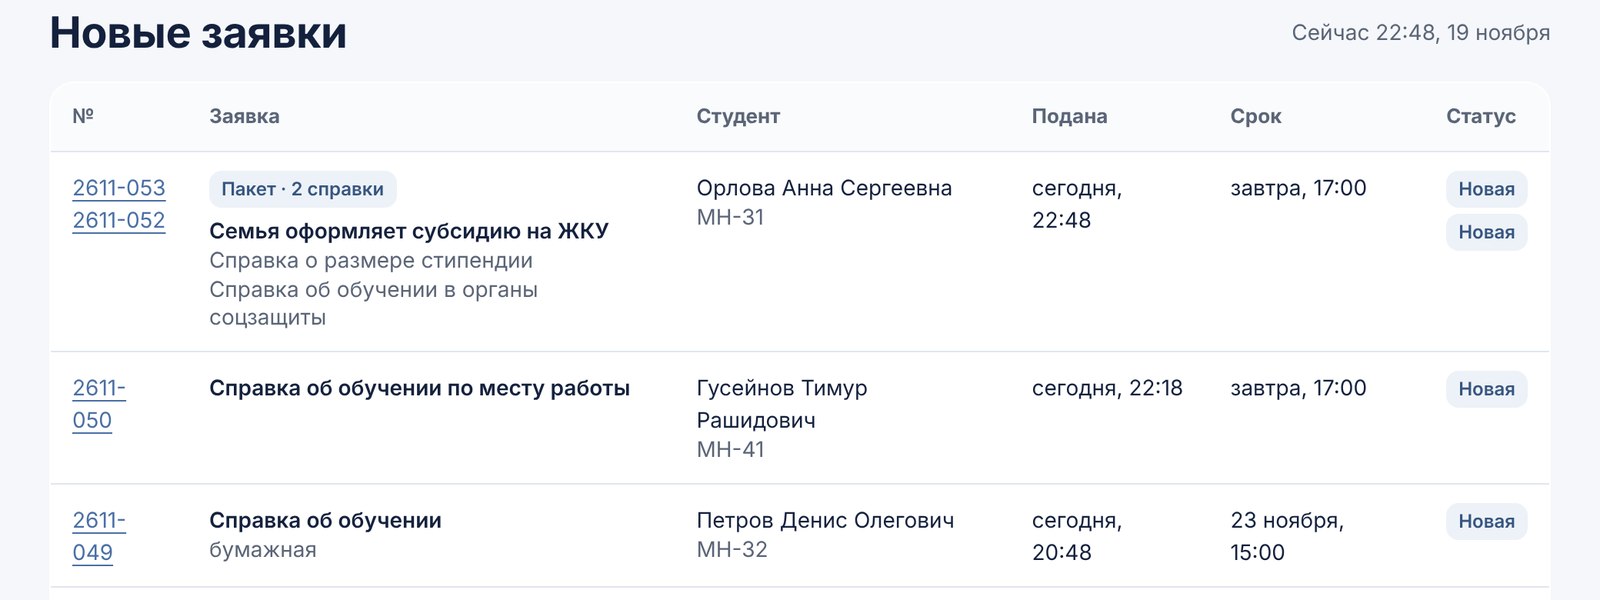 Новые заявки
Сейчас 22:48, 19 ноября
№ Заявка Студент Подана Срок Статус
2611-053
2611-052
Пакет · 2 справки
Семья оформляет субсидию на ЖКУ
Справка о размере стипендии
Справка об обучении в органы
соцзащиты
Орлова Анна Сергеевна
МН-31
сегодня,
22:48
завтра, 17:00
Новая
Новая
2611-
050
Справка об обучении по месту работы
Гусейнов Тимур
Рашидович
МН-41
сегодня, 22:18
завтра, 17:00
Новая
2611-
049
Справка об обучении
бумажная
Петров Денис Олегович
МН-32
сегодня,
20:48
23 ноября,
15:00
Новая